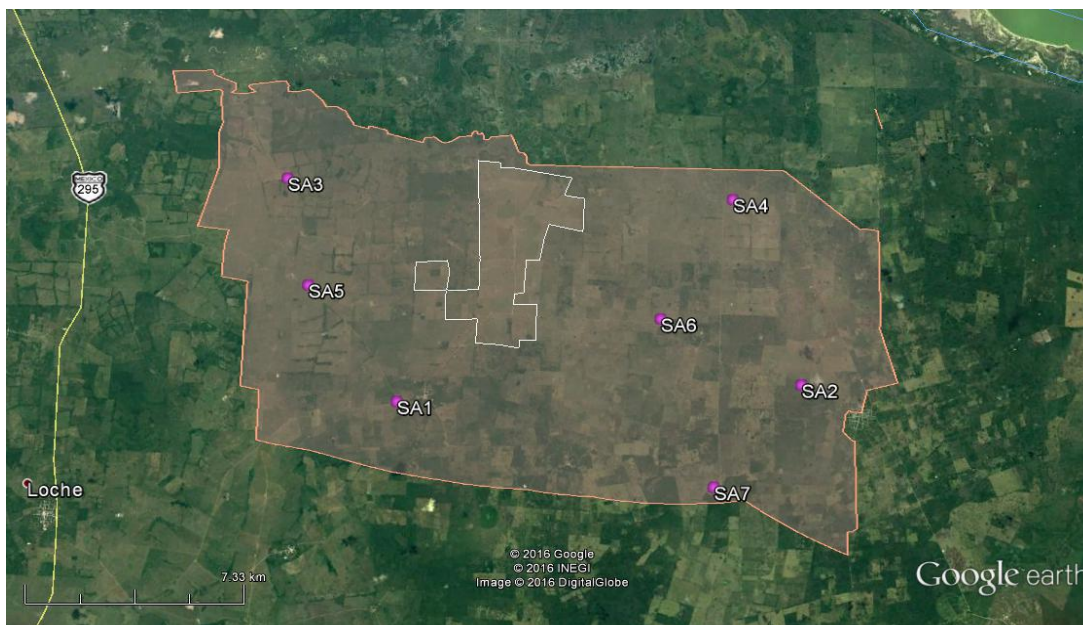 MEXICO
295
SA3
SA4
SA5
SA6
SA2
SA1
Loche
SA7
7.33 km
© 2016 Google
© 2016 INEGI
Image © 2016 DigitalGlobe
Google earth